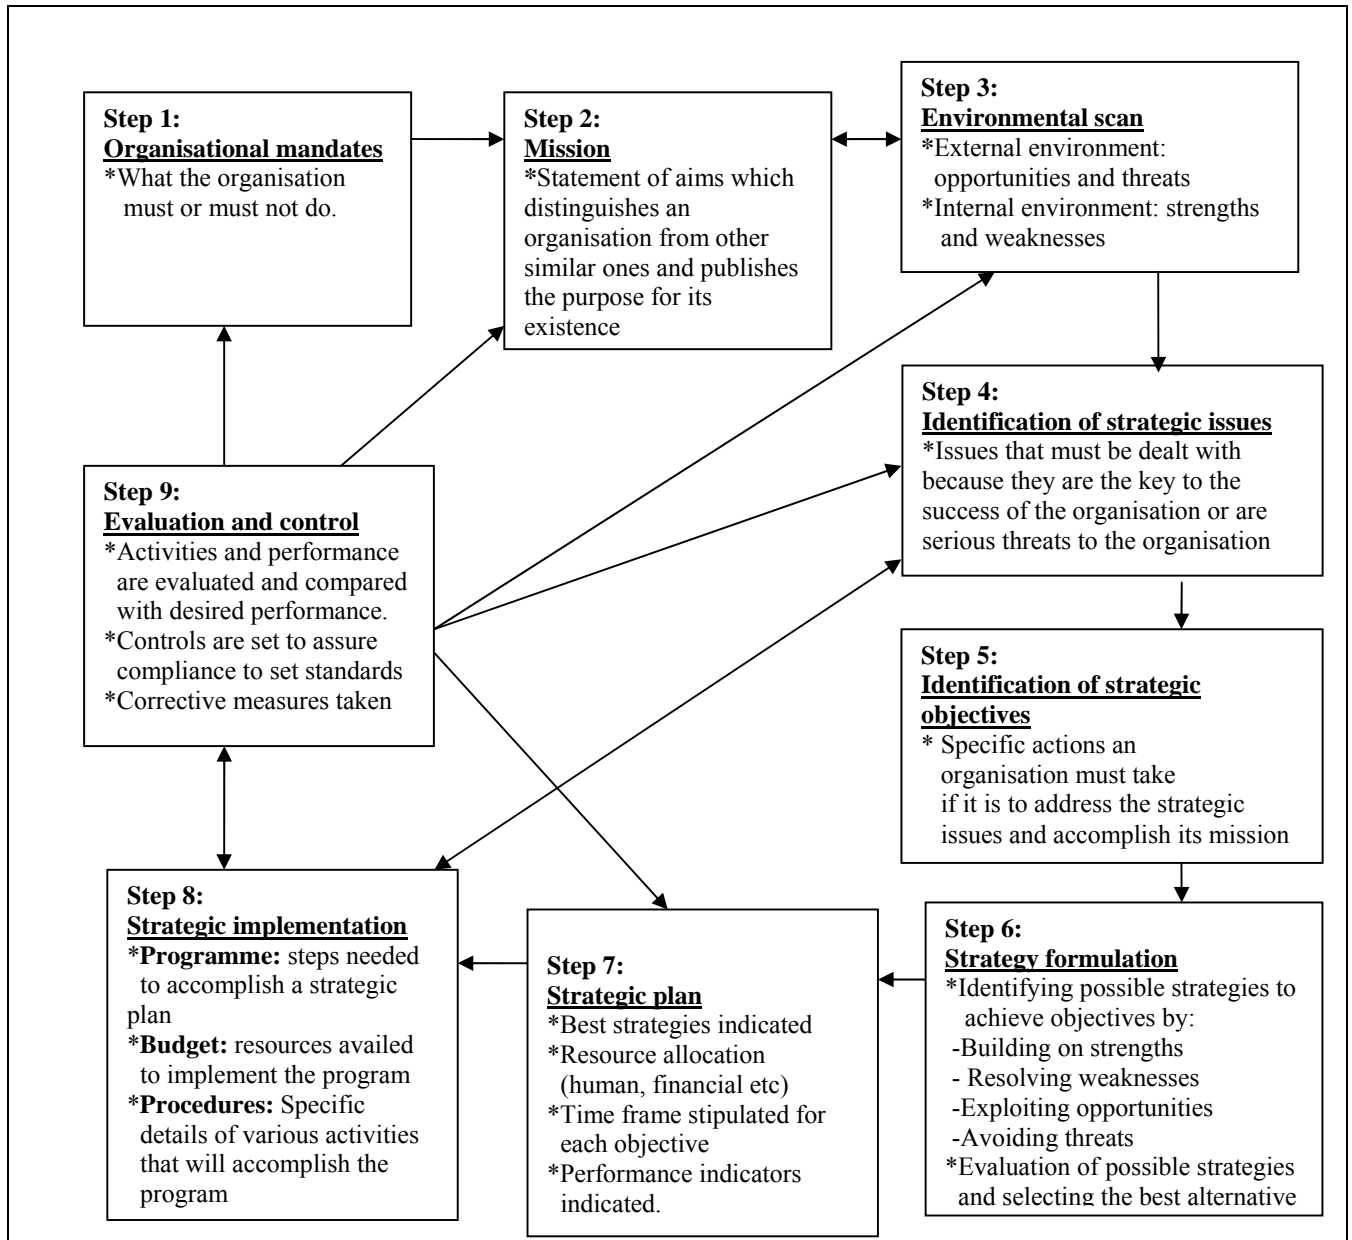 Step 1:
Organisational mandates
*What the organisation
must or must not do.
Step 2:
Mission
*Statement of aims which
distinguishes an
organisation from other
similar ones and publishes
the purpose for its
existence
Step 3:
Environmental scan
*External environment:
opportunities and threats
*Internal environment: strengths
and weaknesses
Step 4:
Identification of strategic issues
*Issues that must be dealt with
because they are the key to the
success of the organisation or are
serious threats to the organisation
Step 5:
Identification of strategic
objectives
* Specific actions an
organisation must take
if it is to address the strategic
issues and accomplish its mission
Step 6:
Strategy formulation
*Identifying possible strategies to
achieve objectives by:
-Building on strengths
- Resolving weaknesses
-Exploiting opportunities
-Avoiding threats
*Evaluation of possible strategies
and selecting the best alternative
Step 7:
Strategic plan
*Best strategies indicated
*Resource allocation
(human, financial etc)
*Time frame stipulated for
each objective
*Performance indicators
indicated.
Step 8:
Strategic implementation
*Programme: steps needed
to accomplish a strategic
plan
*Budget: resources availed
to implement the program
*Procedures: Specific
details of various activities
that will accomplish the
program
Step 9:
Evaluation and control
*Activities and performance
are evaluated and compared
with desired performance.
*Controls are set to assure
compliance to set standards
*Corrective measures taken